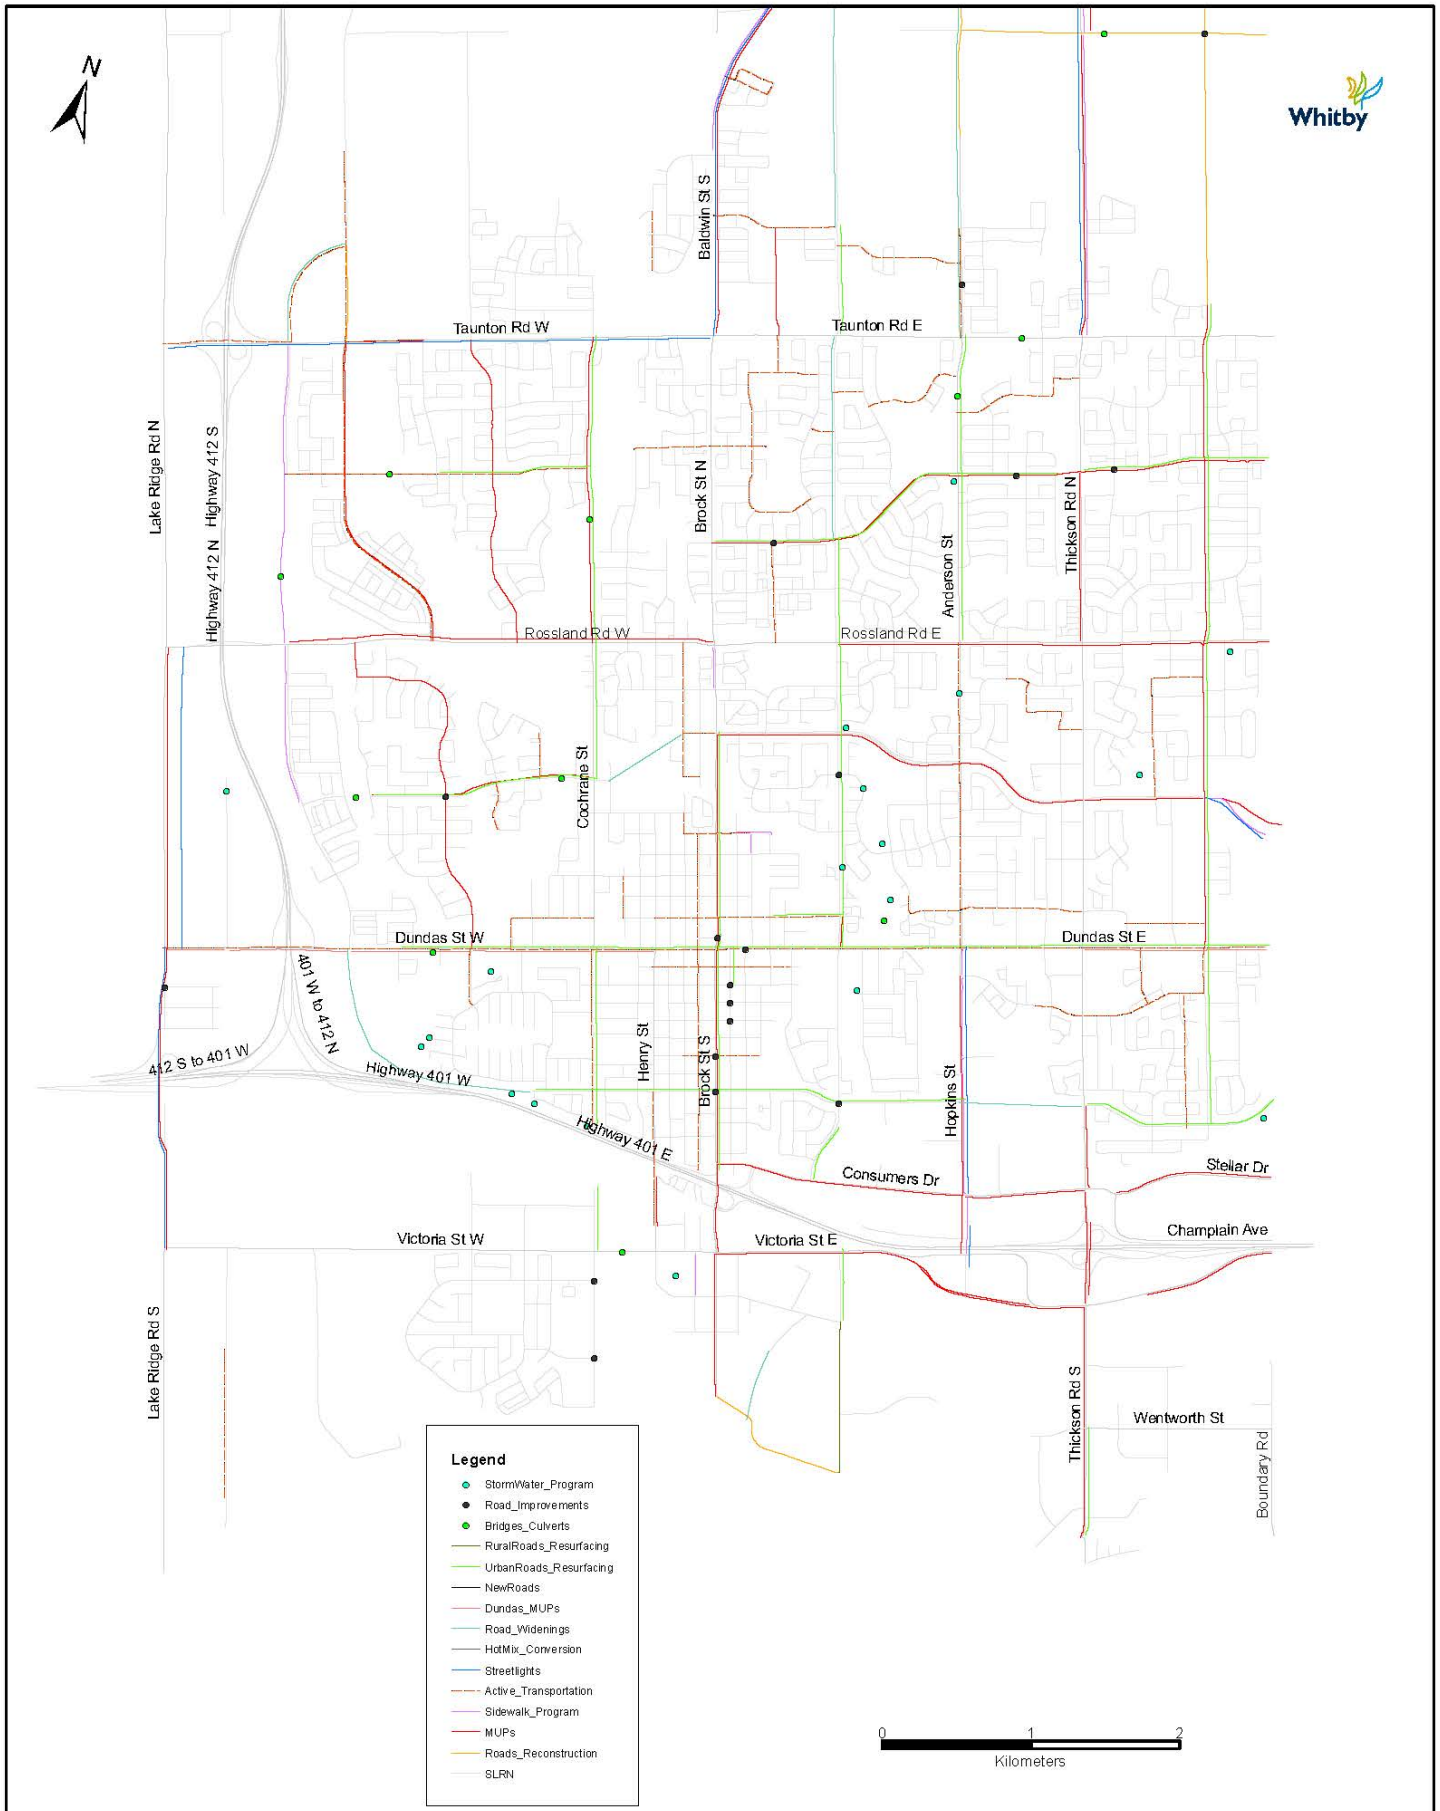 N
Whitby
Baldwin St S
Taunton Rd W
Taunton Rd E
Lake Ridge Rd N
Highway 412 N
Highway 412 S
Brock St N
Anderson St
Thickson Rd N
Rossland Rd W
Rossland Rd E
Cochrane St
Dundas St W
Dundas St E
401 W to 412 N
412 S to 401 W
Highway 401 W
Henry St
Brock St S
Hopkins St
Highway 401 E
Consumers Dr
Stellar Dr
Victoria St W
Victoria St E
Champlain Ave
Lake Ridge Rd S
Thickson Rd S
Wentworth St
Boundary Rd
Legend
StormWater_Program
Road_Improvements
Bridges_Culverts
RuralRoads_Resurfacing
UrbanRoads_Resurfacing
NewRoads
Dundas_MUPs
Road_Widenings
HotMix_Conversion
Streetlights
Active_Transportation
Sidewalk_Program
MUPs
Roads_Reconstruction
SLRN
0 1 2
Kilometers